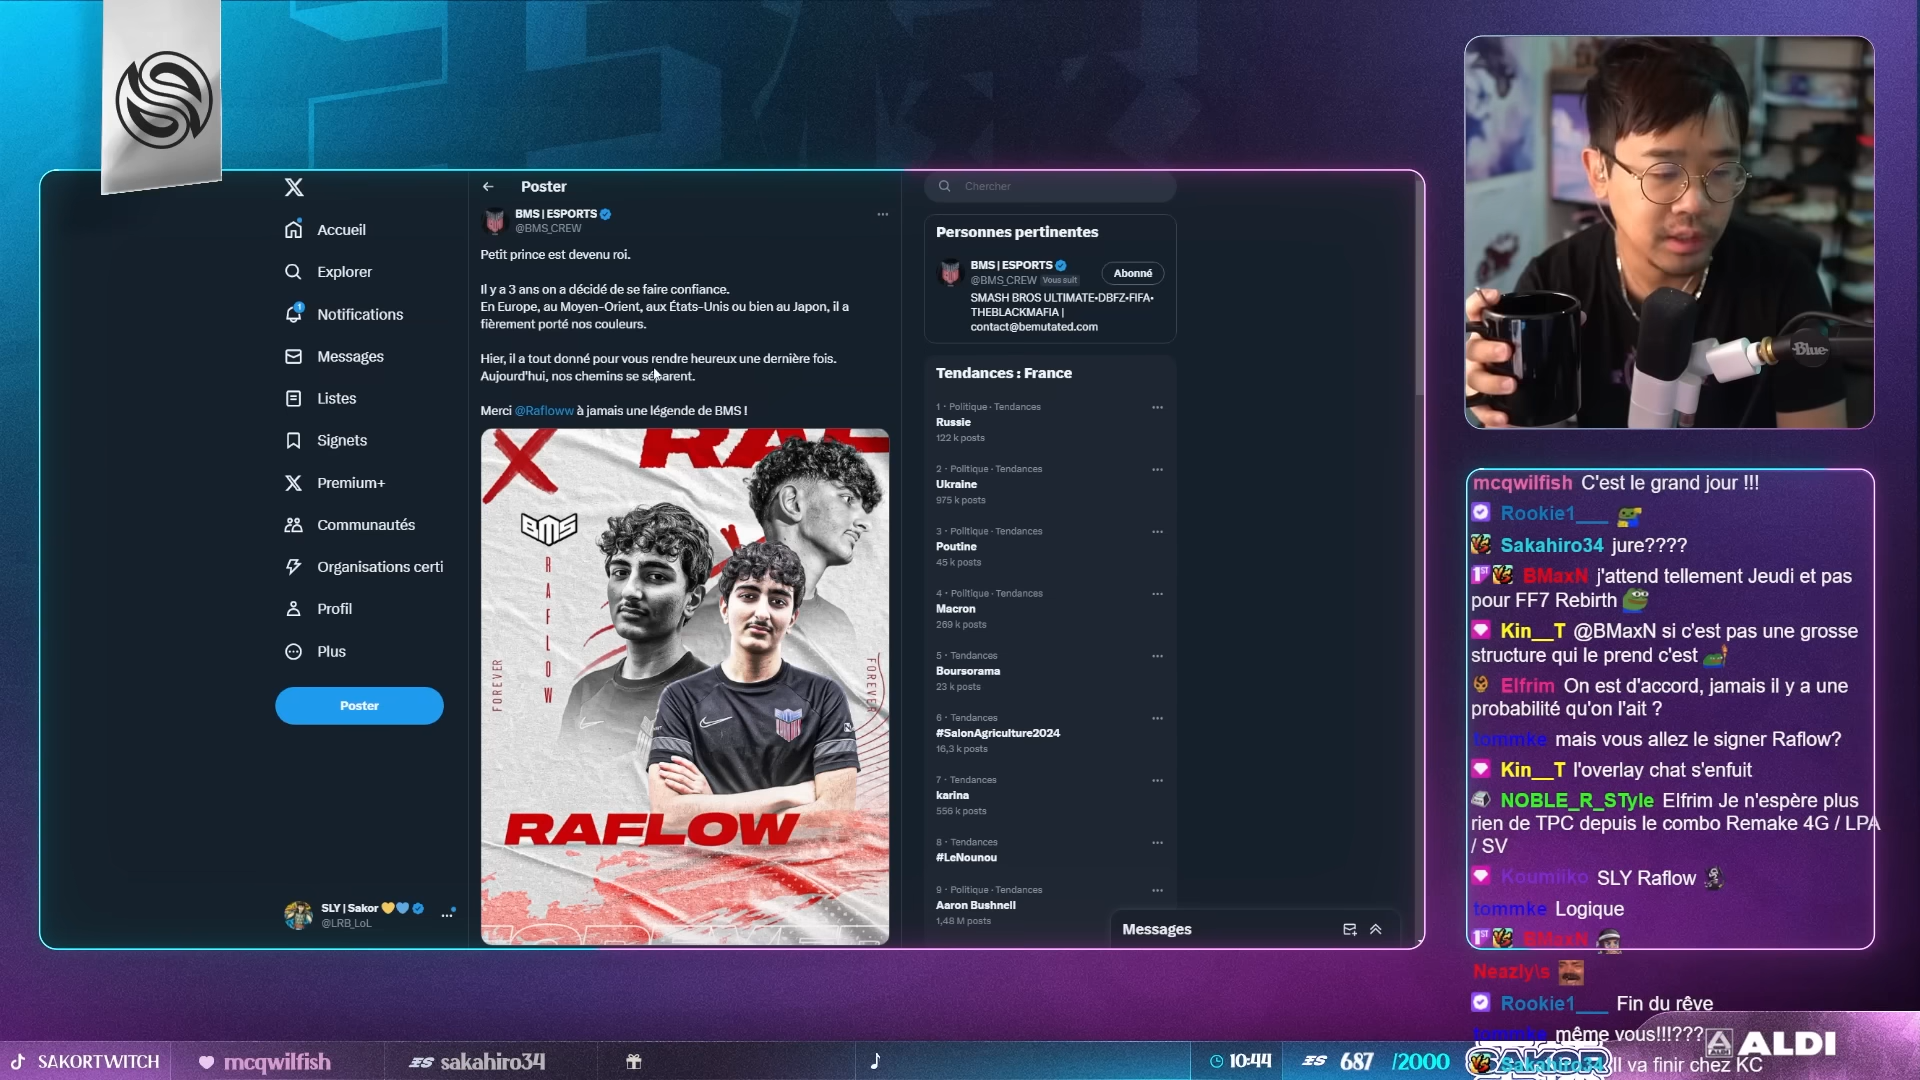 Poster
BMS | ESPORTS
@BMS_CREW
Petit prince est devenu roi.
Il y a 3 ans on a décidé de se faire confiance.
En Europe, au Moyen-Orient, aux États-Unis ou bien au Japon, il a
fièrement porté nos couleurs.
Hier, il a tout donné pour vous rendre heureux une dernière fois.
Aujourd'hui, nos chemins se séparent.
Merci @Rafloww à jamais une légende de BMS !
BMS
RAFLOW
FOREVER
FOREVER
RAFLOW
Accueil
Explorer
1
Notifications
Messages
Listes
Signets
Premium+
Communautés
Organisations certi
Profil
Plus
Poster
SLY | Sakor
@LRB_LoL
Chercher
Personnes pertinentes
BMS | ESPORTS
@BMS_CREW Vous suit
Abonné
SMASH BROS ULTIMATE•DBFZ•FIFA•
THEBLACKMAFIA |
contact@bemutated.com
Tendances : France
1 · Politique · Tendances
Russie
122 k posts
2 · Politique · Tendances
Ukraine
975 k posts
3 · Politique · Tendances
Poutine
45 k posts
4 · Politique · Tendances
Macron
269 k posts
5 · Tendances
Boursorama
23 k posts
6 · Tendances
#SalonAgriculture2024
16,3 k posts
7 · Tendances
karina
556 k posts
8 · Tendances
#LeNounou
9 · Politique · Tendances
Aaron Bushnell
1,48 M posts
Messages
Blue
mcqwilfish C'est le grand jour !!!
Rookie1___
Sakahiro34 jure????
1ST BMaxN j'attend tellement Jeudi et pas
pour FF7 Rebirth
Kin__T @BMaxN si c'est pas une grosse
structure qui le prend c'est
Elfrim On est d'accord, jamais il y a une
probabilité qu'on l'ait ?
tommke mais vous allez le signer Raflow?
Kin__T l'overlay chat s'enfuit
NOBLE_R_STyle Elfrim Je n'espère plus
rien de TPC depuis le combo Remake 4G / LPA
/ SV
Koumiiko SLY Raflow
tommke Logique
1ST BMaxN
Neazly\s
Rookie1___ Fin du rêve
tommke même vous!!!???
Sakahiro34 Il va finir chez KC
SAKORTWITCH
mcqwilfish
sakahiro34
10:44
687 /2000
SAKOR
ALDI